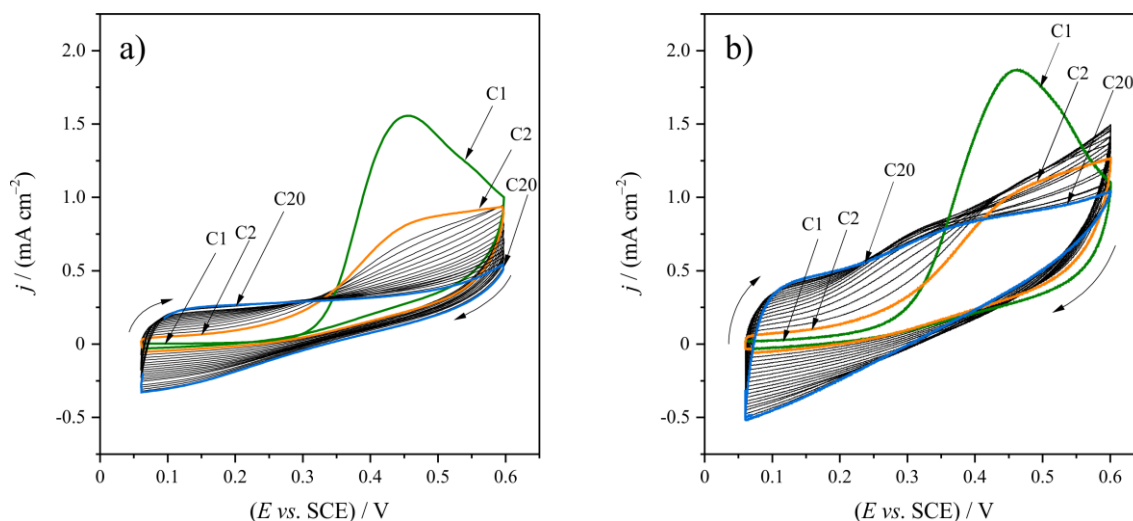 a)
2.0
1.5
1.0
0.5
0
-0.5
j / (mA cm⁻²)
C1
C2
C20
C1 C2 C20
0 0.1 0.2 0.3 0.4 0.5 0.6
(E vs. SCE) / V
b)
2.0
1.5
1.0
0.5
0
-0.5
j / (mA cm⁻²)
C1
C2
C20
C20
C1 C2
0 0.1 0.2 0.3 0.4 0.5 0.6
(E vs. SCE) / V